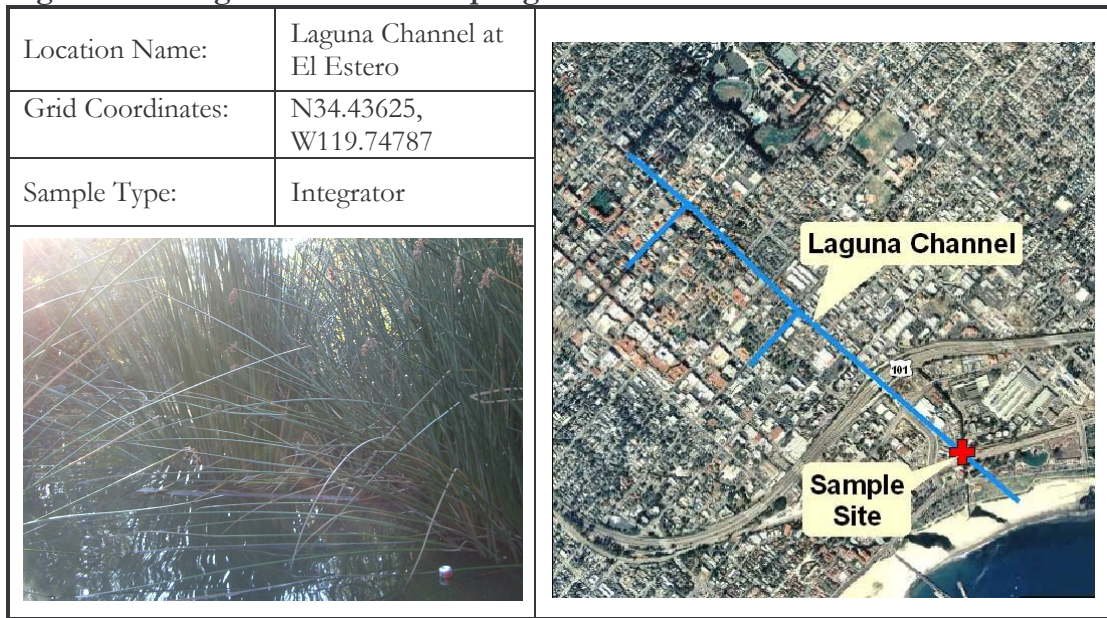 Location Name:
Laguna Channel at
El Estero
Grid Coordinates:
N34.43625,
W119.74787
Sample Type:
Integrator
Laguna Channel
101
Sample
Site